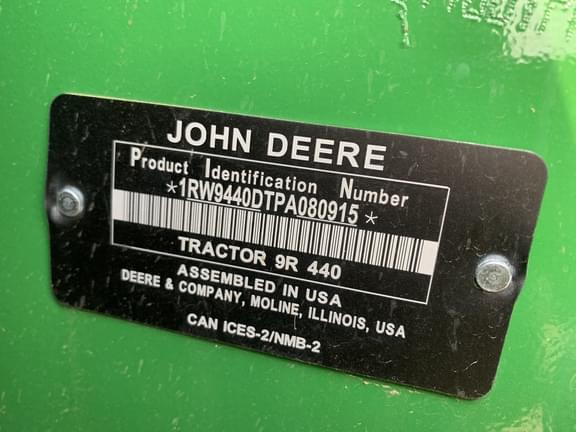 JOHN DEERE
Product Identification Number
*1RW9440DTPA080915*
TRACTOR 9R 440
ASSEMBLED IN USA
DEERE & COMPANY, MOLINE, ILLINOIS, USA
CAN ICES-2/NMB-2